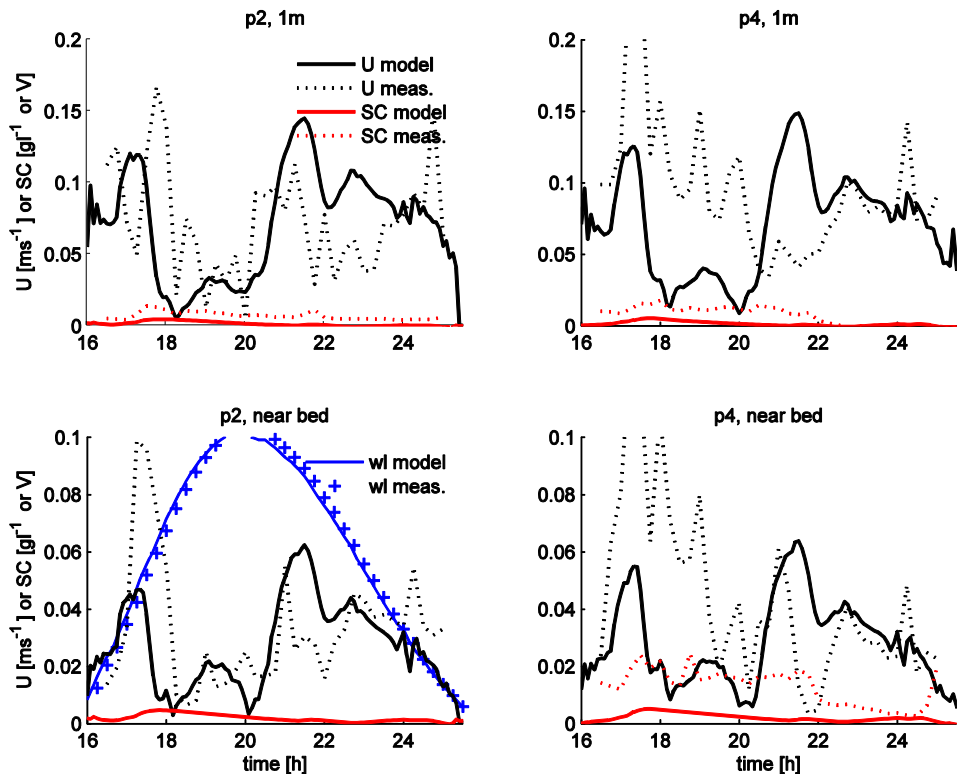 p2, 1m
p4, 1m
U [ms⁻¹ ] or SC [gl⁻¹ or V]
0.2
0.15
0.1
0.05
0
16 18 20 22 24
U model
U meas.
SC model
SC meas.
0.2
0.15
0.1
0.05
0
16 18 20 22 24
p2, near bed
p4, near bed
U [ms⁻¹ ] or SC [gl⁻¹ or V]
0.1
0.08
0.06
0.04
0.02
0
16 18 20 22 24
time [h]
wl model
wl meas.
0.1
0.08
0.06
0.04
0.02
0
16 18 20 22 24
time [h]